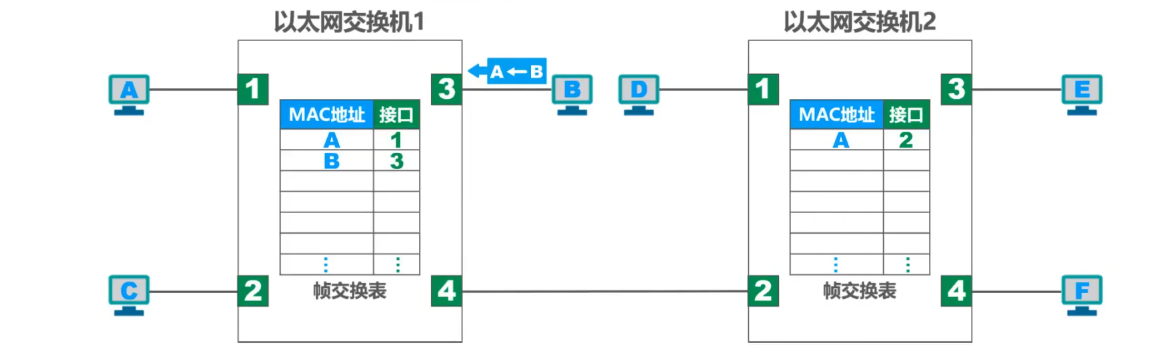 以太网交换机1
以太网交换机2
A
1
3
A←B
B
D
1
3
E
MAC地址 接口
A 1
B 3
⋮ ⋮
帧交换表
MAC地址 接口
A 2
⋮ ⋮
帧交换表
C
2
4
2
4
F